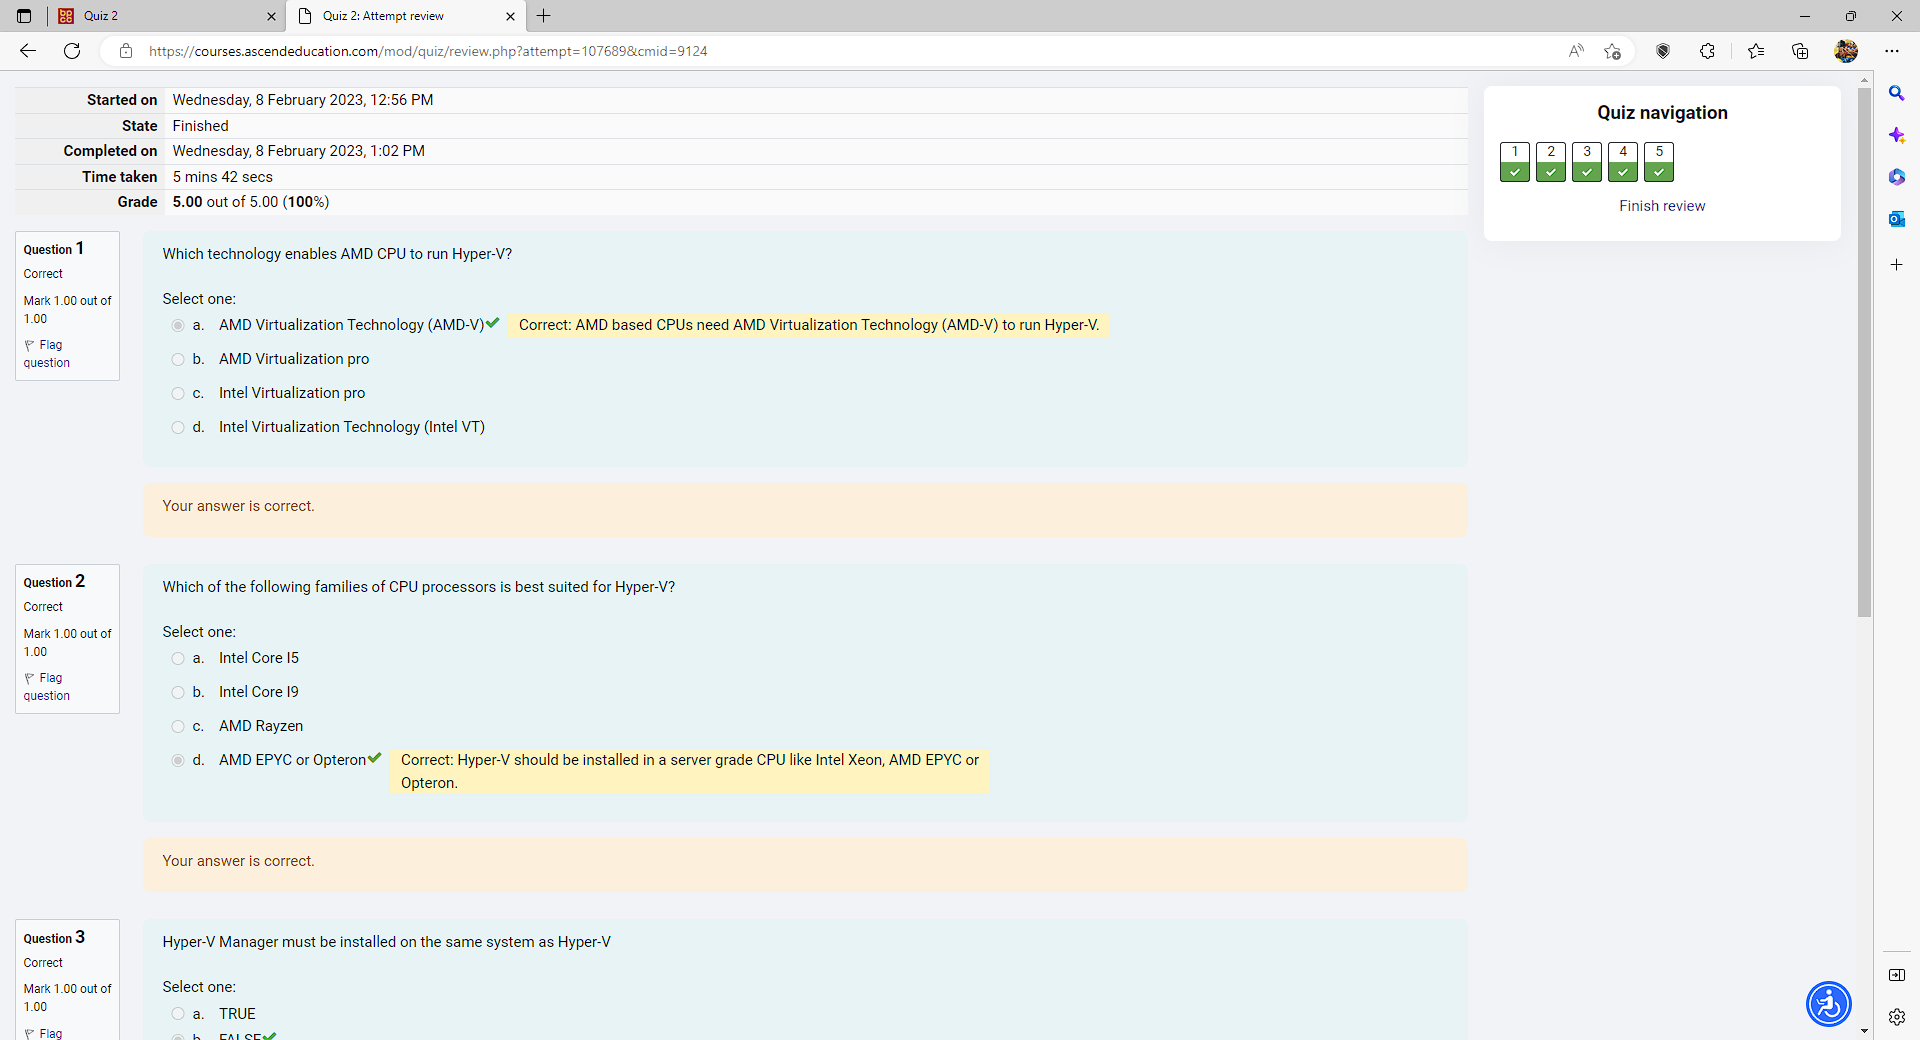 Quiz 2
Quiz 2: Attempt review
https://courses.ascendeducation.com/mod/quiz/review.php?attempt=107689&cmid=9124
Started on Wednesday, 8 February 2023, 12:56 PM
State Finished
Completed on Wednesday, 8 February 2023, 1:02 PM
Time taken 5 mins 42 secs
Grade 5.00 out of 5.00 (100%)
Quiz navigation
1 2 3 4 5
Finish review
Question 1
Correct
Mark 1.00 out of
1.00
Flag
question
Which technology enables AMD CPU to run Hyper-V?
Select one:
a. AMD Virtualization Technology (AMD-V) Correct: AMD based CPUs need AMD Virtualization Technology (AMD-V) to run Hyper-V.
b. AMD Virtualization pro
c. Intel Virtualization pro
d. Intel Virtualization Technology (Intel VT)
Your answer is correct.
Question 2
Correct
Mark 1.00 out of
1.00
Flag
question
Which of the following families of CPU processors is best suited for Hyper-V?
Select one:
a. Intel Core I5
b. Intel Core I9
c. AMD Rayzen
d. AMD EPYC or Opteron Correct: Hyper-V should be installed in a server grade CPU like Intel Xeon, AMD EPYC or
Opteron.
Your answer is correct.
Question 3
Correct
Mark 1.00 out of
1.00
Flag
Hyper-V Manager must be installed on the same system as Hyper-V
Select one:
a. TRUE
b. FALSE